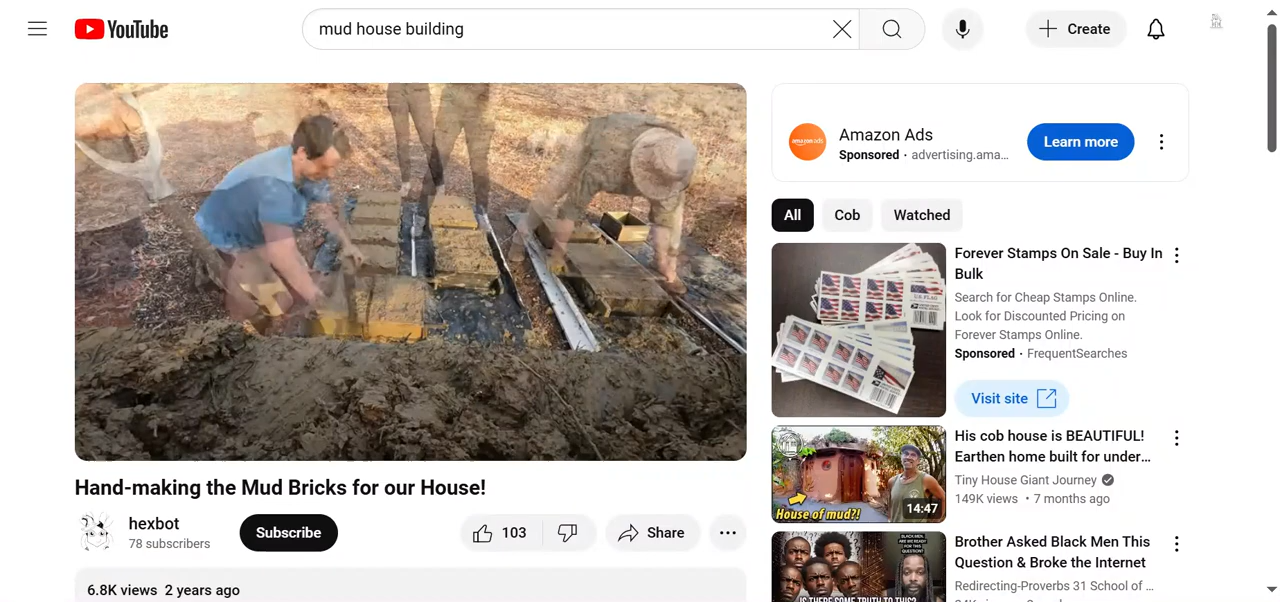 YouTube
mud house building
Create
Amazon Ads
Sponsored · advertising.ama...
Learn more
All
Cob
Watched
Forever Stamps On Sale - Buy In
Bulk
Search for Cheap Stamps Online.
Look for Discounted Pricing on
Forever Stamps Online.
Sponsored · FrequentSearches
Visit site
His cob house is BEAUTIFUL!
Earthen home built for under...
Tiny House Giant Journey
149K views · 7 months ago
House of mud?!
14:47
Hand-making the Mud Bricks for our House!
hexbot
78 subscribers
Subscribe
103
Share
6.8K views 2 years ago
Brother Asked Black Men This
Question & Broke the Internet
Redirecting-Proverbs 31 School of ...